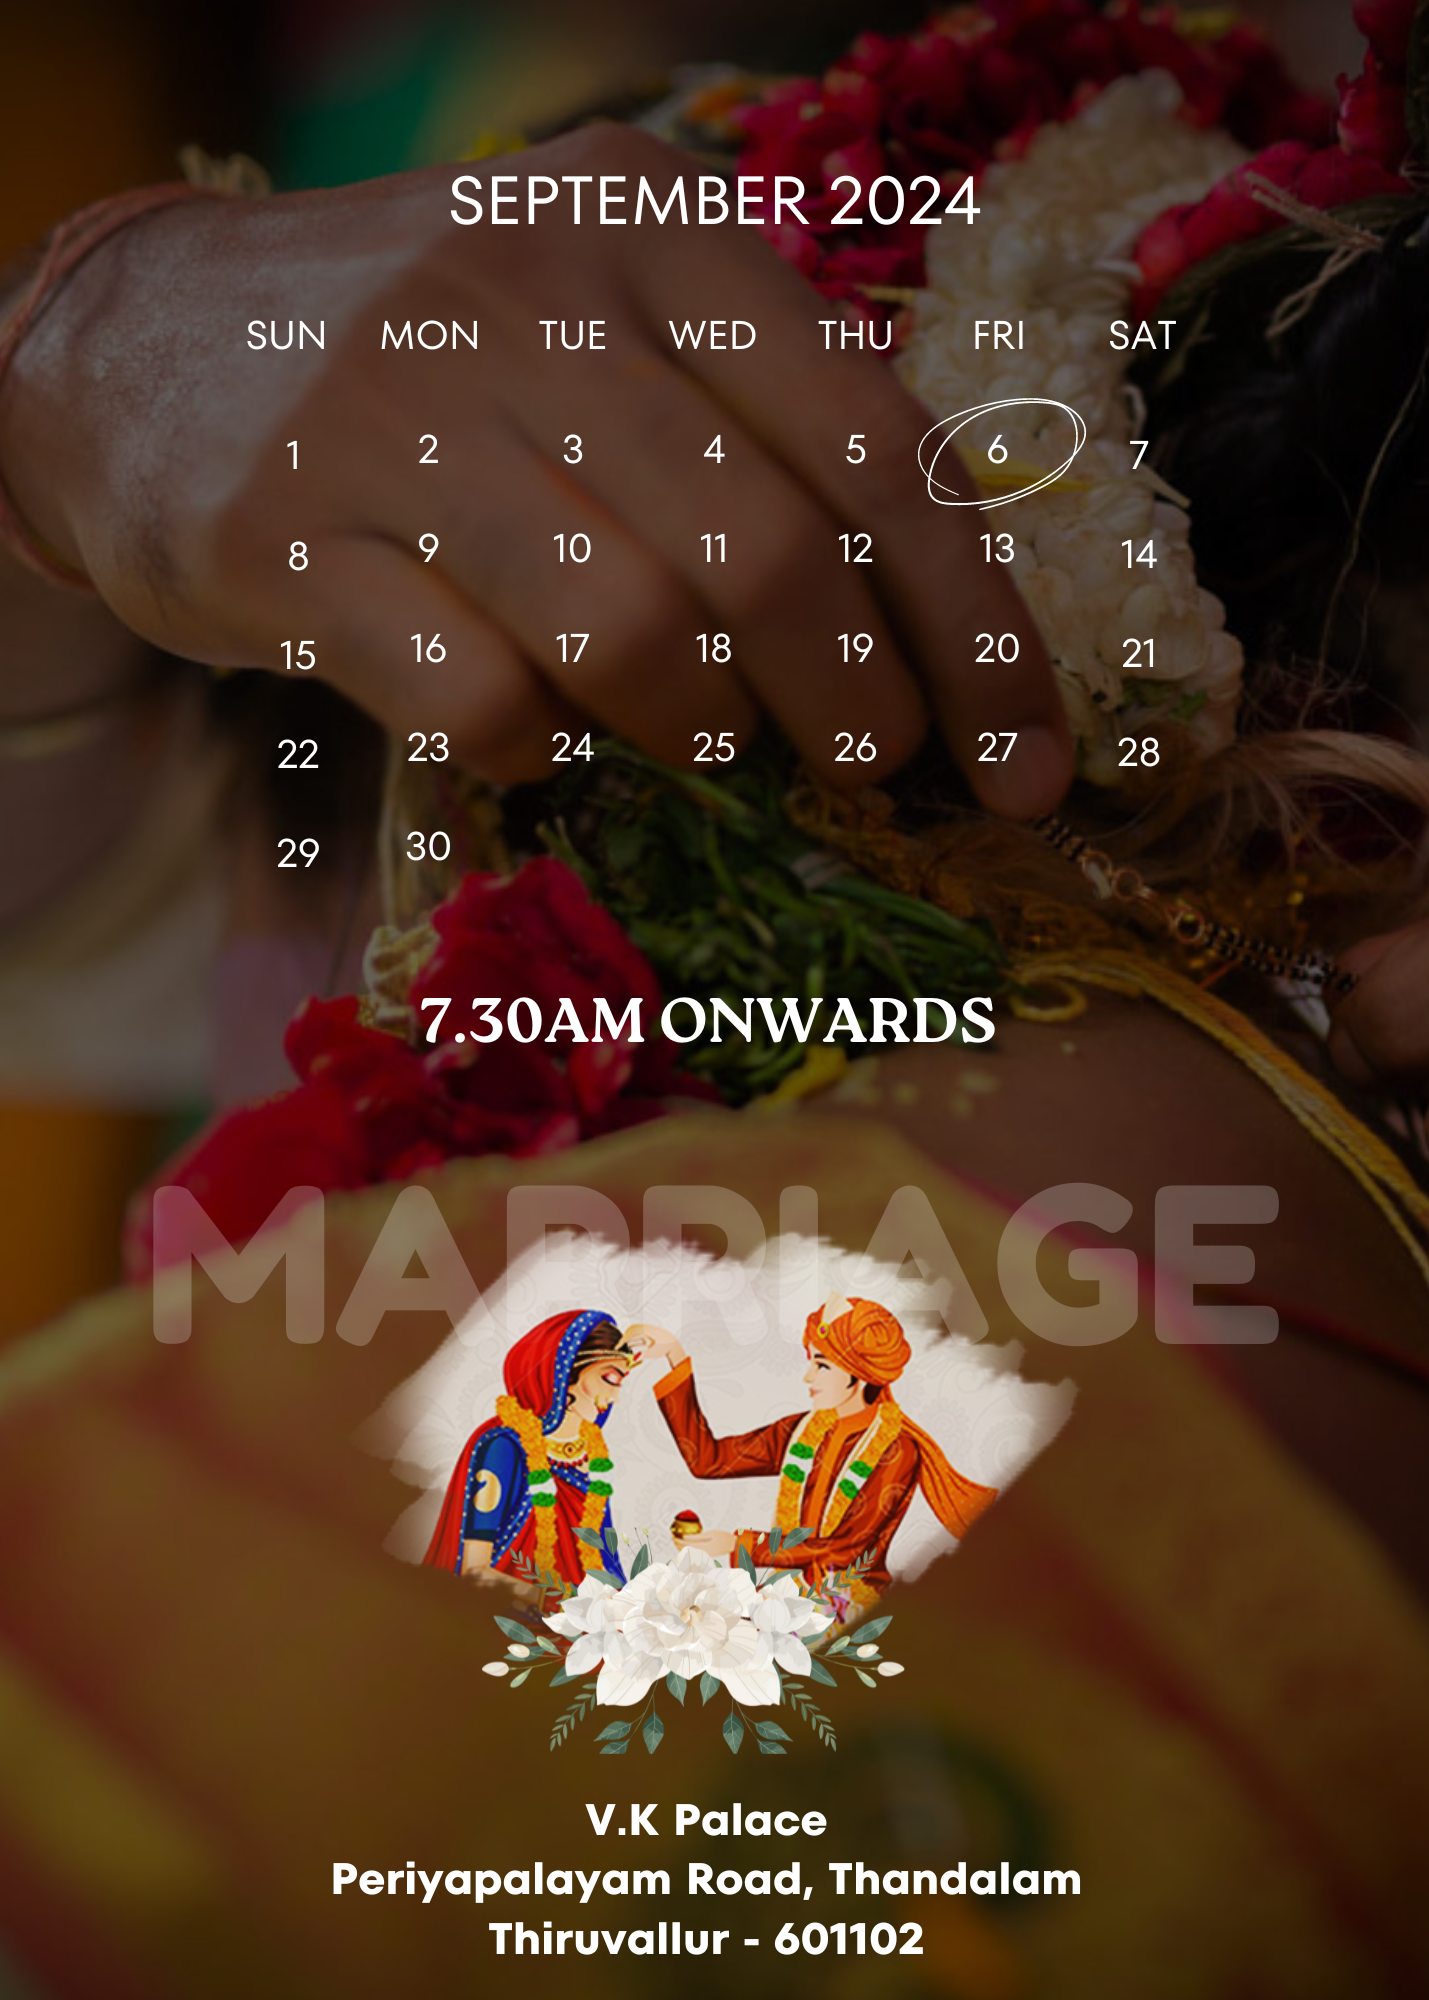 SEPTEMBER 2024
SUN MON TUE WED THU FRI SAT
1 2 3 4 5 6 7
8 9 10 11 12 13 14
15 16 17 18 19 20 21
22 23 24 25 26 27 28
29 30
7.30AM ONWARDS
MARRIAGE
V.K Palace
Periyapalayam Road, Thandalam
Thiruvallur - 601102